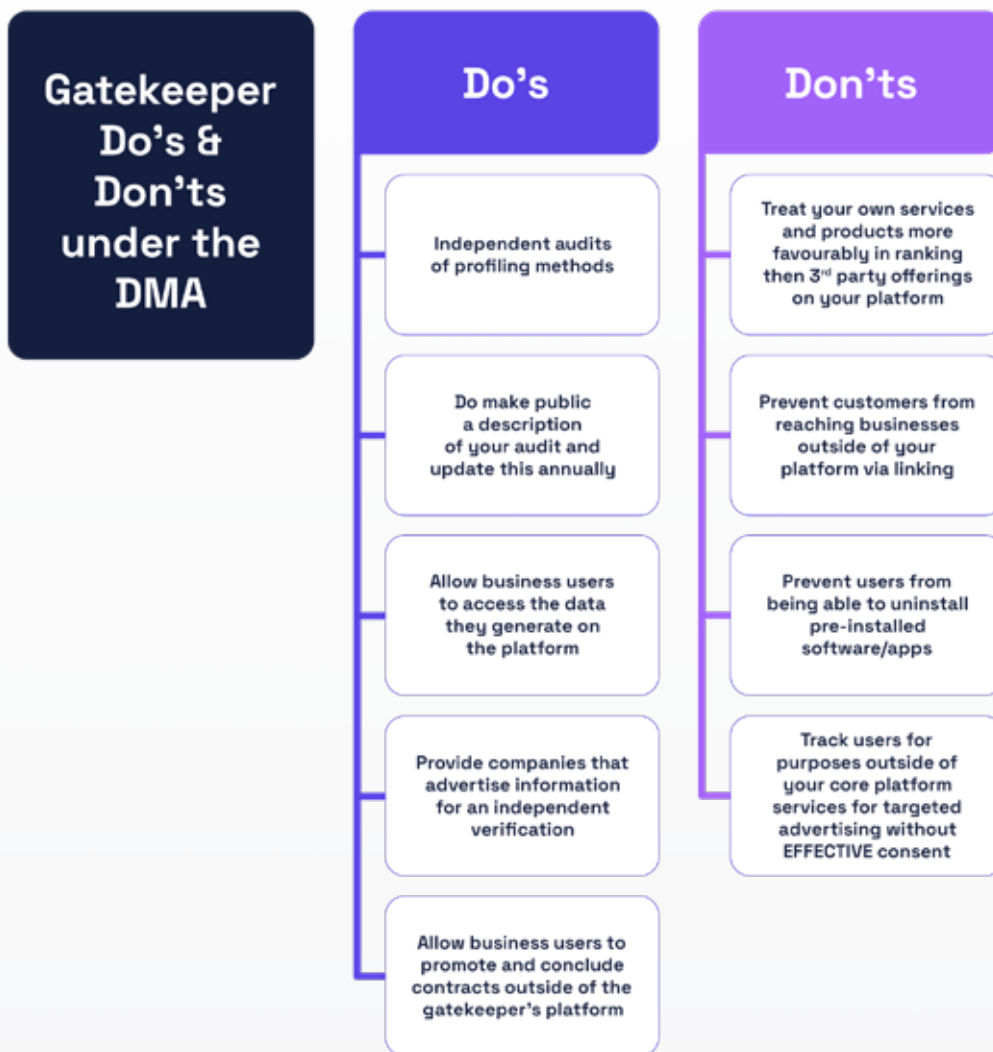 Gatekeeper
Do's &
Don'ts
under the
DMA
Do's
Independent audits
of profiling methods
Do make public
a description
of your audit and
update this annually
Allow business users
to access the data
they generate on
the platform
Provide companies that
advertise information
for an independent
verification
Allow business users to
promote and conclude
contracts outside of the
gatekeeper's platform
Don'ts
Treat your own services
and products more
favourably in ranking
then 3rd party offerings
on your platform
Prevent customers from
reaching businesses
outside of your
platform via linking
Prevent users from
being able to uninstall
pre-installed
software/apps
Track users for
purposes outside of
your core platform
services for targeted
advertising without
EFFECTIVE consent